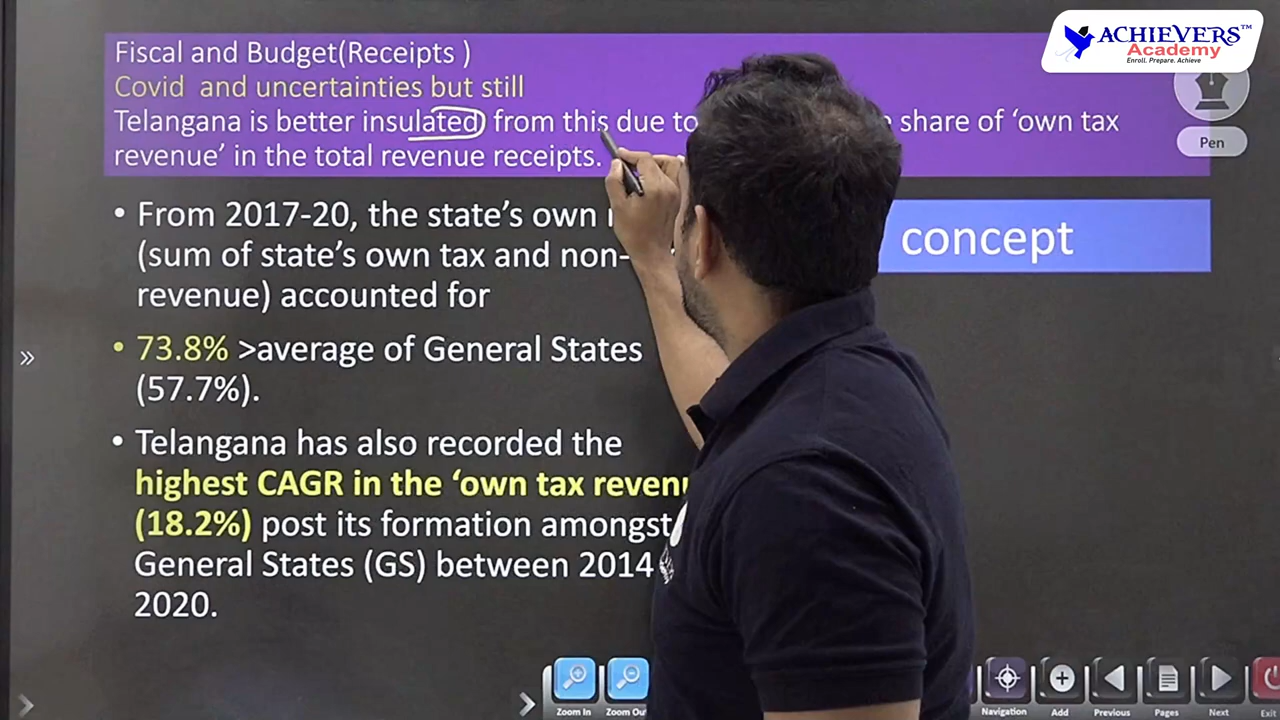 ACHIEVERS™
Academy
Enroll. Prepare. Achieve
Fiscal and Budget(Receipts )
Covid and uncertainties but still
Telangana is better insulated from this due to share of ‘own tax
revenue’ in the total revenue receipts.
Pen
• From 2017-20, the state’s own
(sum of state’s own tax and non-
revenue) accounted for
concept
• 73.8% >average of General States
(57.7%).
• Telangana has also recorded the
highest CAGR in the ‘own tax revenu
(18.2%) post its formation amongst
General States (GS) between 2014
2020.
Zoom In
Zoom Ou
Navigation
Add
Previous
Pages
Next
Exit